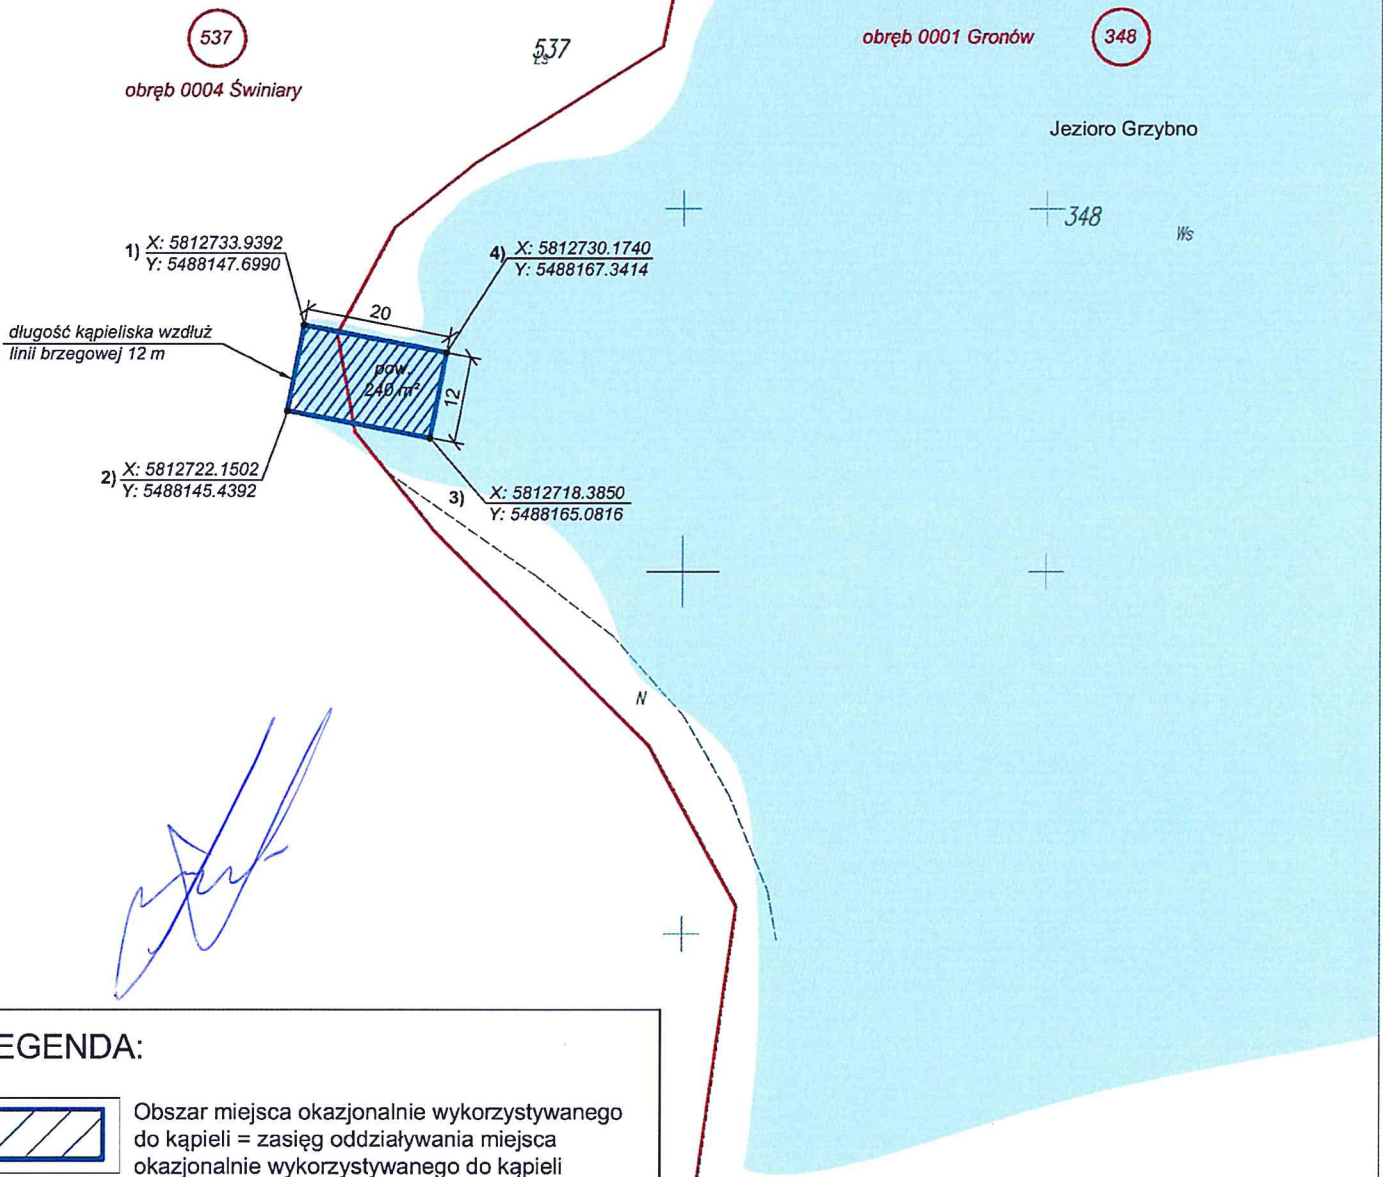 537
obręb 0004 Świniary
537
Ls
obręb 0001 Gronów
348
Jezioro Grzybno
348
Ws
1) X: 5812733.9392
Y: 5488147.6990
4) X: 5812730.1740
Y: 5488167.3414
20
długość kąpieliska wzdłuż
linii brzegowej 12 m
pow.
240 m²
12
2) X: 5812722.1502
Y: 5488145.4392
3) X: 5812718.3850
Y: 5488165.0816
N
EGENDA:
Obszar miejsca okazjonalnie wykorzystywanego
do kąpieli = zasięg oddziaływania miejsca
okazjonalnie wykorzystywanego do kąpieli